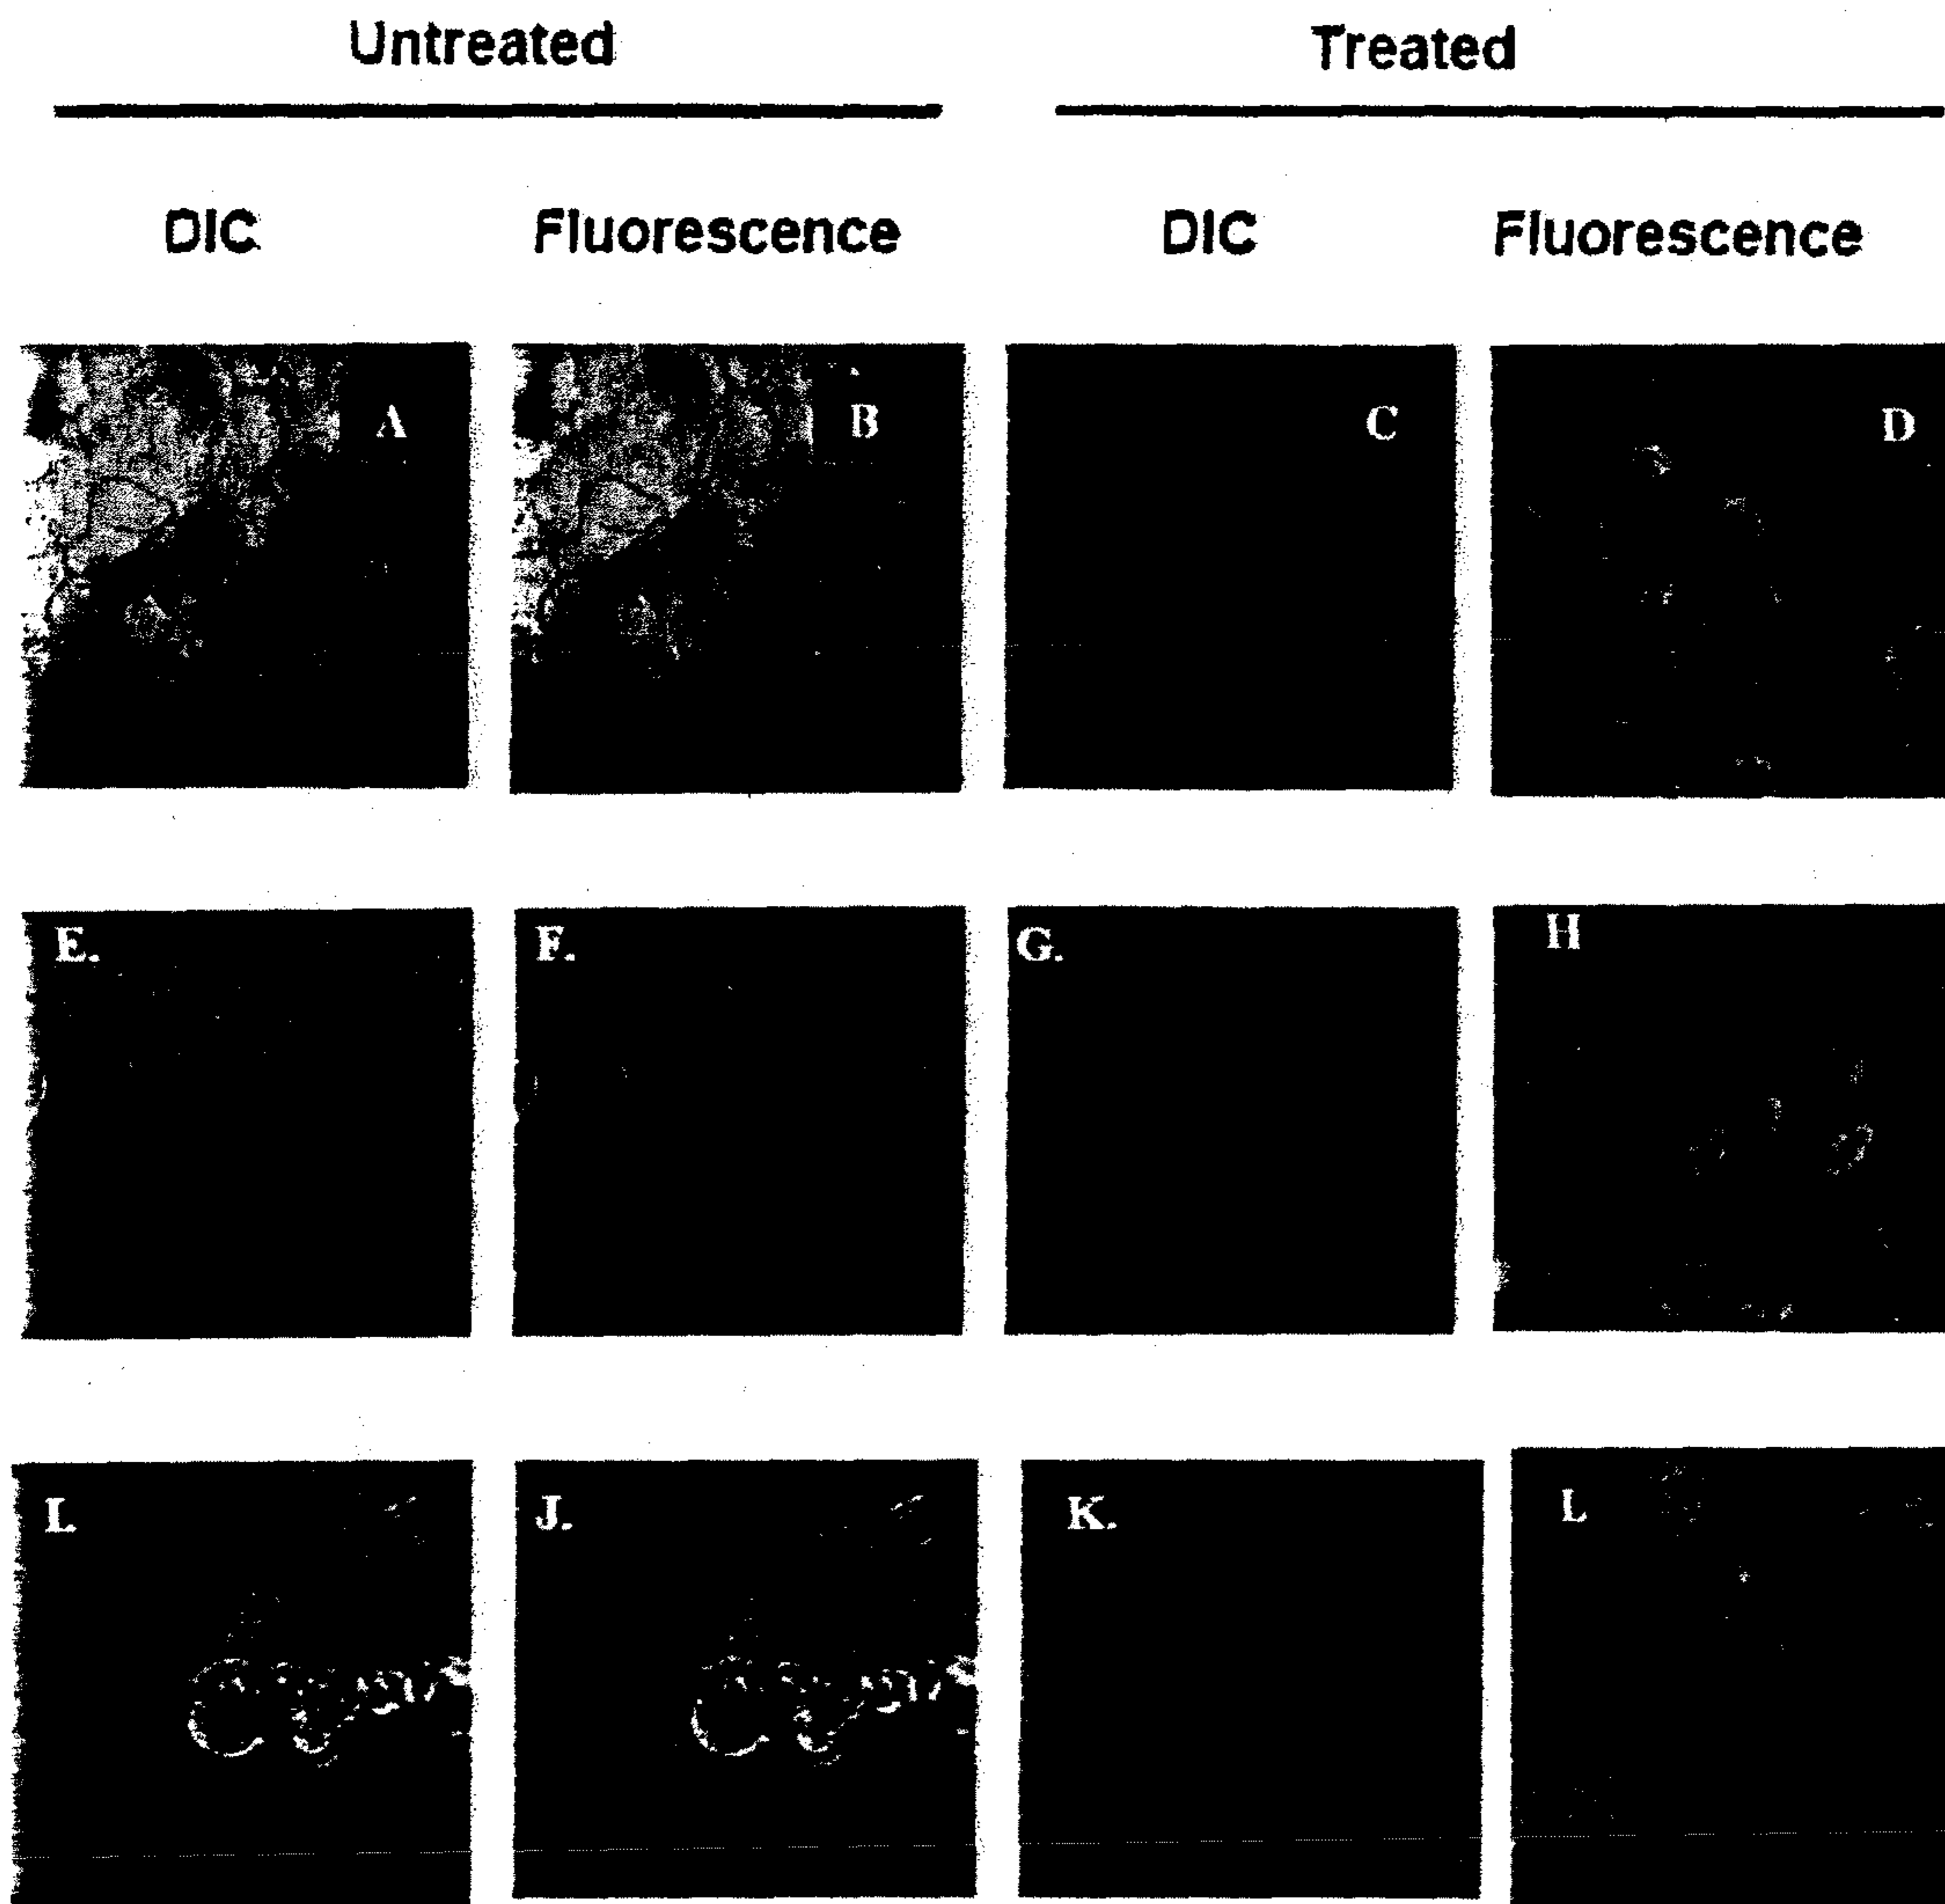 Untreated Treated
DIC Fluorescence DIC Fluorescence
A B C D
E. F. G. H
I. J. K. L